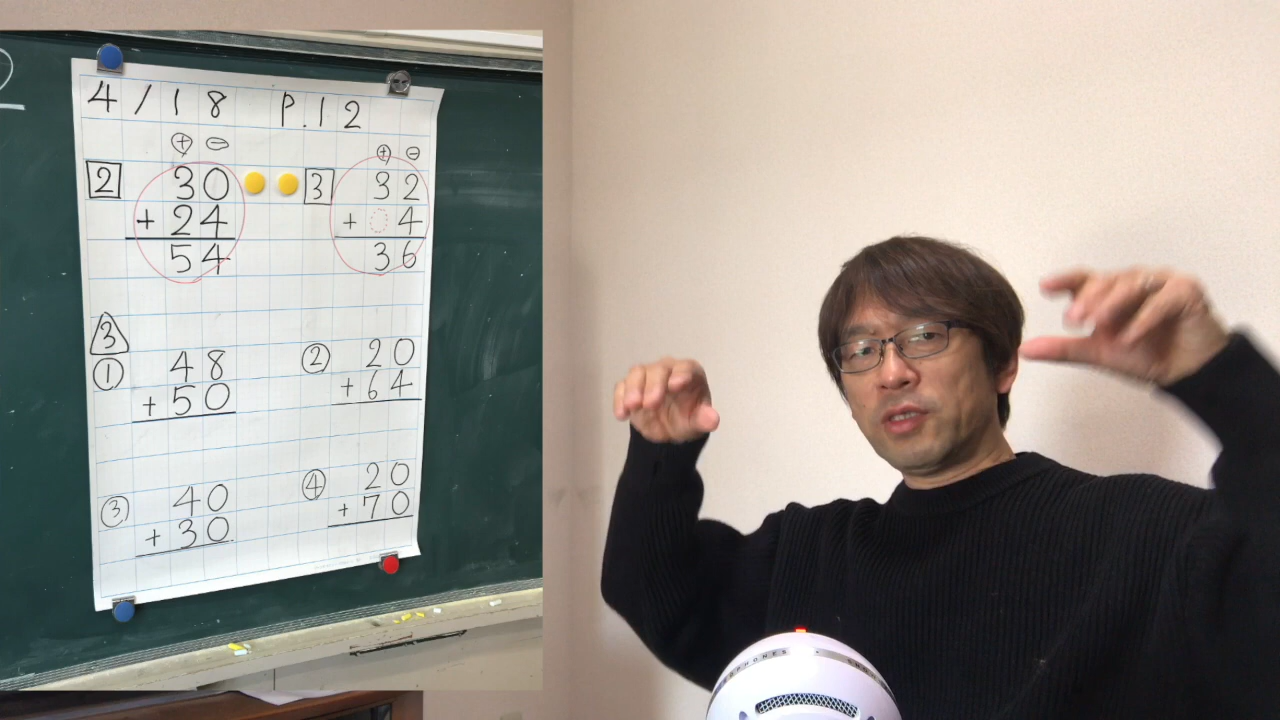 4/18 P.12
⊕ ⊖ ⊕ ⊖
2 30 3 32
+24 + 4
54 36
3
① 48 ② 20
+50 +64
③ 40 ④ 20
+30 +70
PHONES